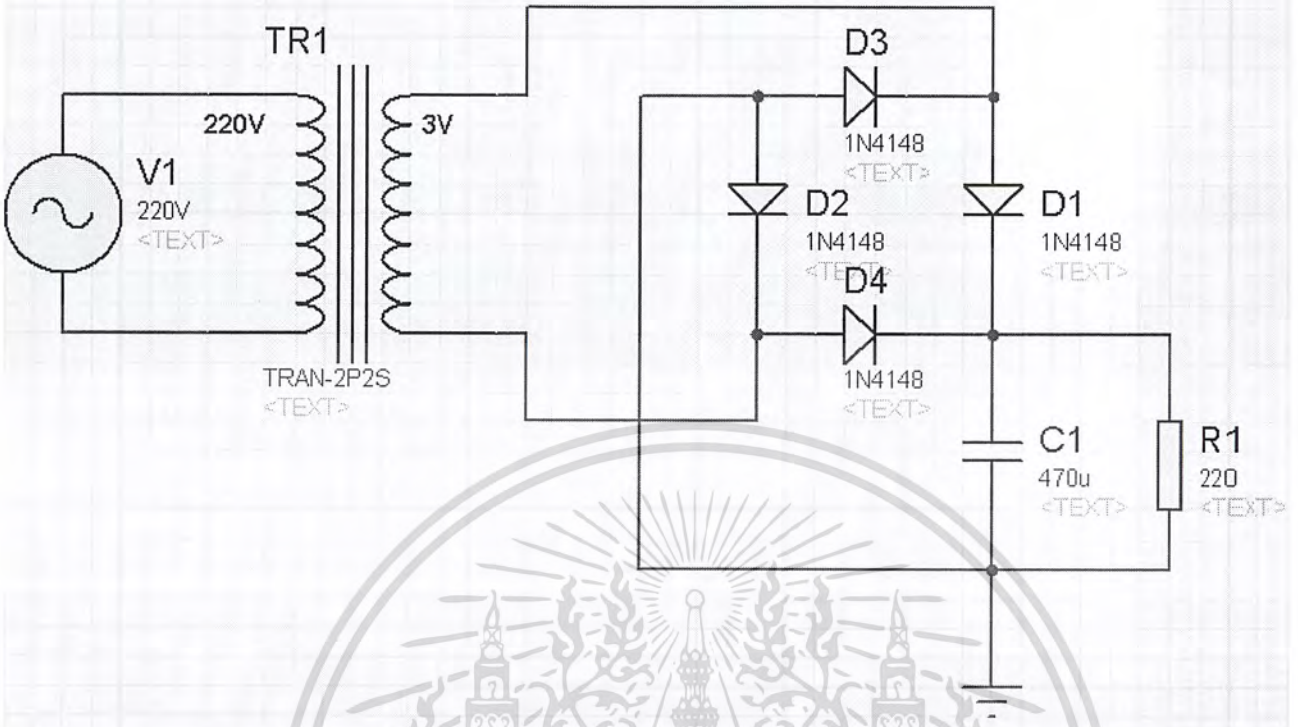 TR1
220V
3V
V1
220V
<TEXT>
TRAN-2P2S
<TEXT>
D3
1N4148
<TEXT>
D2
1N4148
<TEXT>
D1
1N4148
<TEXT>
D4
1N4148
<TEXT>
C1
470u
<TEXT>
R1
220
<TEXT>